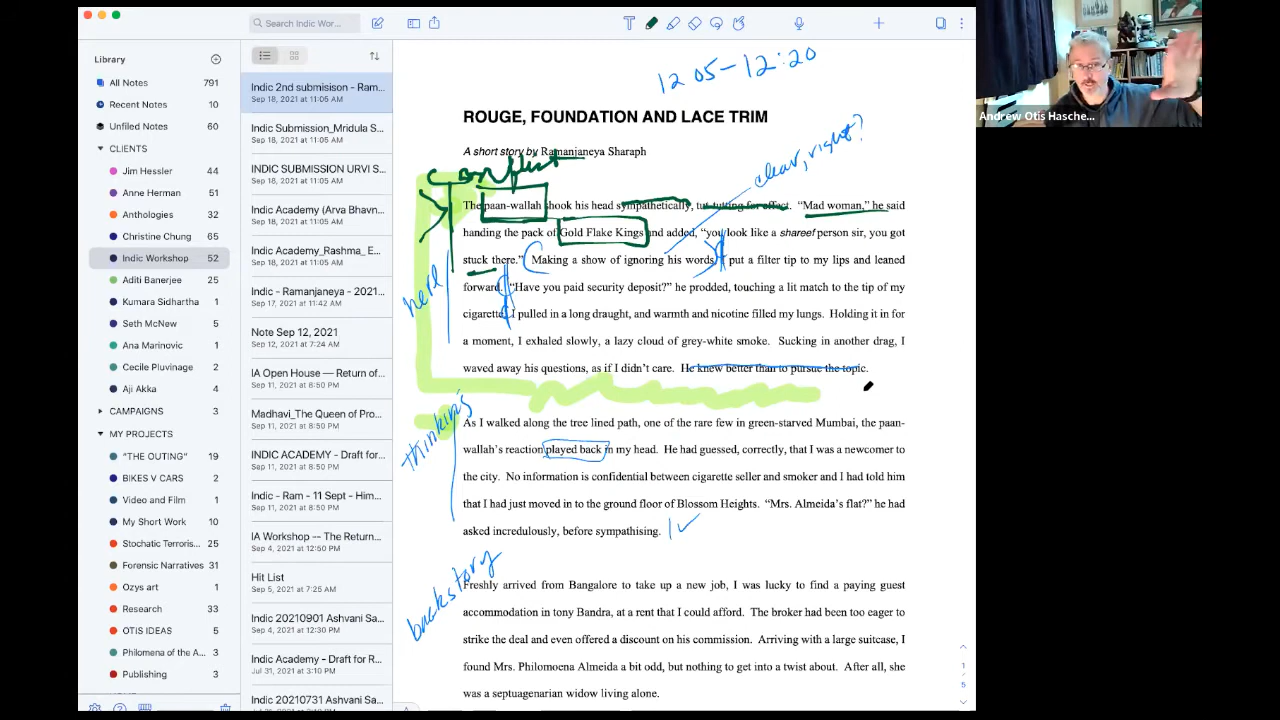 Search Indic Wor...
Library
All Notes 791
Recent Notes 10
Unfiled Notes 60
CLIENTS
Jim Hessler 44
Anne Herman 51
Anthologies 32
Christine Chung 65
Indic Workshop 52
Aditi Banerjee 25
Kumara Sidhartha 1
Seth McNew 5
Ana Marinovic 1
Cecile Pluvinage 2
Aji Akka 4
CAMPAIGNS 3
MY PROJECTS
"THE OUTING" 19
BIKES V CARS 2
Video and Film 1
My Short Work 10
Stochatic Terroris... 25
Forensic Narratives 31
Ozys art 1
Research 33
OTIS IDEAS 5
Philomena of the A... 3
Publishing 3
Indic 2nd submisison - Ram...
Sep 18, 2021 at 11:05 AM
Indic Submission_Mridula S...
Sep 18, 2021 at 11:05 AM
INDIC SUBMISSION URVI S...
Sep 18, 2021 at 11:05 AM
Indic Academy (Arva Bhavn...
Sep 18, 2021 at 11:05 AM
Indic Academy_Rashma_ E...
Sep 18, 2021 at 11:05 AM
Indic - Ramanjaneya - 2021...
Sep 17, 2021 at 11:42 AM
Note Sep 12, 2021
Sep 12, 2021 at 7:24 AM
IA Open House — Return of...
Sep 11, 2021 at 8:50 PM
Madhavi_The Queen of Pro...
Sep 11, 2021 at 8:50 PM
INDIC ACADEMY - Draft for...
Sep 11, 2021 at 8:50 PM
Indic - Ram - 11 Sept - Him...
Sep 11, 2021 at 8:50 PM
IA Workshop -- The Return...
Sep 4, 2021 at 12:50 PM
Hit List
Sep 5, 2021 at 7:25 AM
Indic 20210901 Ashvani Sa...
Sep 4, 2021 at 12:30 PM
Indic Academy - Draft for R...
Jul 31, 2021 at 3:10 PM
Indic 20210731 Ashvani Sa...
12 05-12:20
ROUGE, FOUNDATION AND LACE TRIM
A short story by Ramanjaneya Sharaph
clear, right?
Conflict
The paan-wallah shook his head sympathetically, tut-tutting for effect. "Mad woman," he said
handing the pack of Gold Flake Kings and added, "you look like a shareef person sir, you got
stuck there." Making a show of ignoring his words, I put a filter tip to my lips and leaned
forward. "Have you paid security deposit?" he prodded, touching a lit match to the tip of my
cigarette. I pulled in a long draught, and warmth and nicotine filled my lungs. Holding it in for
a moment, I exhaled slowly, a lazy cloud of grey-white smoke. Sucking in another drag, I
waved away his questions, as if I didn't care. He knew better than to pursue the topic.
thinking
As I walked along the tree lined path, one of the rare few in green-starved Mumbai, the paan-
wallah's reaction played back in my head. He had guessed, correctly, that I was a newcomer to
the city. No information is confidential between cigarette seller and smoker and I had told him
that I had just moved in to the ground floor of Blossom Heights. "Mrs. Almeida's flat?" he had
asked incredulously, before sympathising.
backstory
Freshly arrived from Bangalore to take up a new job, I was lucky to find a paying guest
accommodation in tony Bandra, at a rent that I could afford. The broker had been too eager to
strike the deal and even offered a discount on his commission. Arriving with a large suitcase, I
found Mrs. Philomoena Almeida a bit odd, but nothing to get into a twist about. After all, she
was a septuagenarian widow living alone.
1
5
Andrew Otis Hasche...